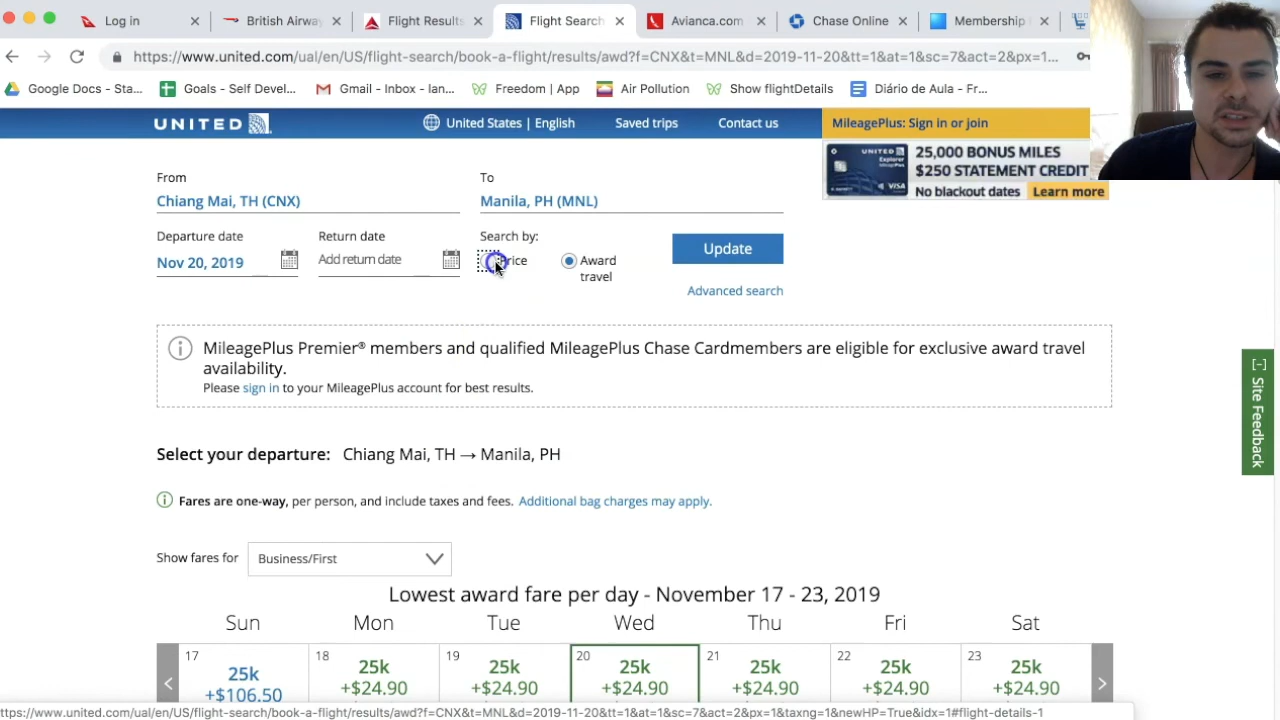 Log in
British Airway
Flight Results
Flight Search
Avianca.com
Chase Online
Membership
https://www.united.com/ual/en/US/flight-search/book-a-flight/results/awd?f=CNX&t=MNL&d=2019-11-20&tt=1&at=1&sc=7&act=2&px=1...
Google Docs - Sta...
Goals - Self Devel...
Gmail - Inbox - Ian...
Freedom | App
Air Pollution
Show flightDetails
Diário de Aula - Fr...
UNITED
United States | English
Saved trips
Contact us
MileagePlus: Sign in or join
UNITED
Explorer
VISA
25,000 BONUS MILES
$250 STATEMENT CREDIT
No blackout dates
Learn more
From
To
Chiang Mai, TH (CNX)
Manila, PH (MNL)
Departure date
Return date
Search by:
Nov 20, 2019
Add return date
rice
Award
travel
Update
Advanced search
MileagePlus Premier® members and qualified MileagePlus Chase Cardmembers are eligible for exclusive award travel
availability.
Please sign in to your MileagePlus account for best results.
Site Feedback
Select your departure: Chiang Mai, TH → Manila, PH
Fares are one-way, per person, and include taxes and fees. Additional bag charges may apply.
Show fares for
Business/First
Lowest award fare per day - November 17 - 23, 2019
Sun Mon Tue Wed Thu Fri Sat
17 18 19 20 21 22 23
25k 25k 25k 25k 25k 25k 25k
+$106.50 +$24.90 +$24.90 +$24.90 +$24.90 +$24.90 +$24.90
ttps://www.united.com/ual/en/US/flight-search/book-a-flight/results/awd?f=CNX&t=MNL&d=2019-11-20&tt=1&at=1&sc=7&act=2&px=1&taxng=1&newHP=True&idx=1#flight-details-1